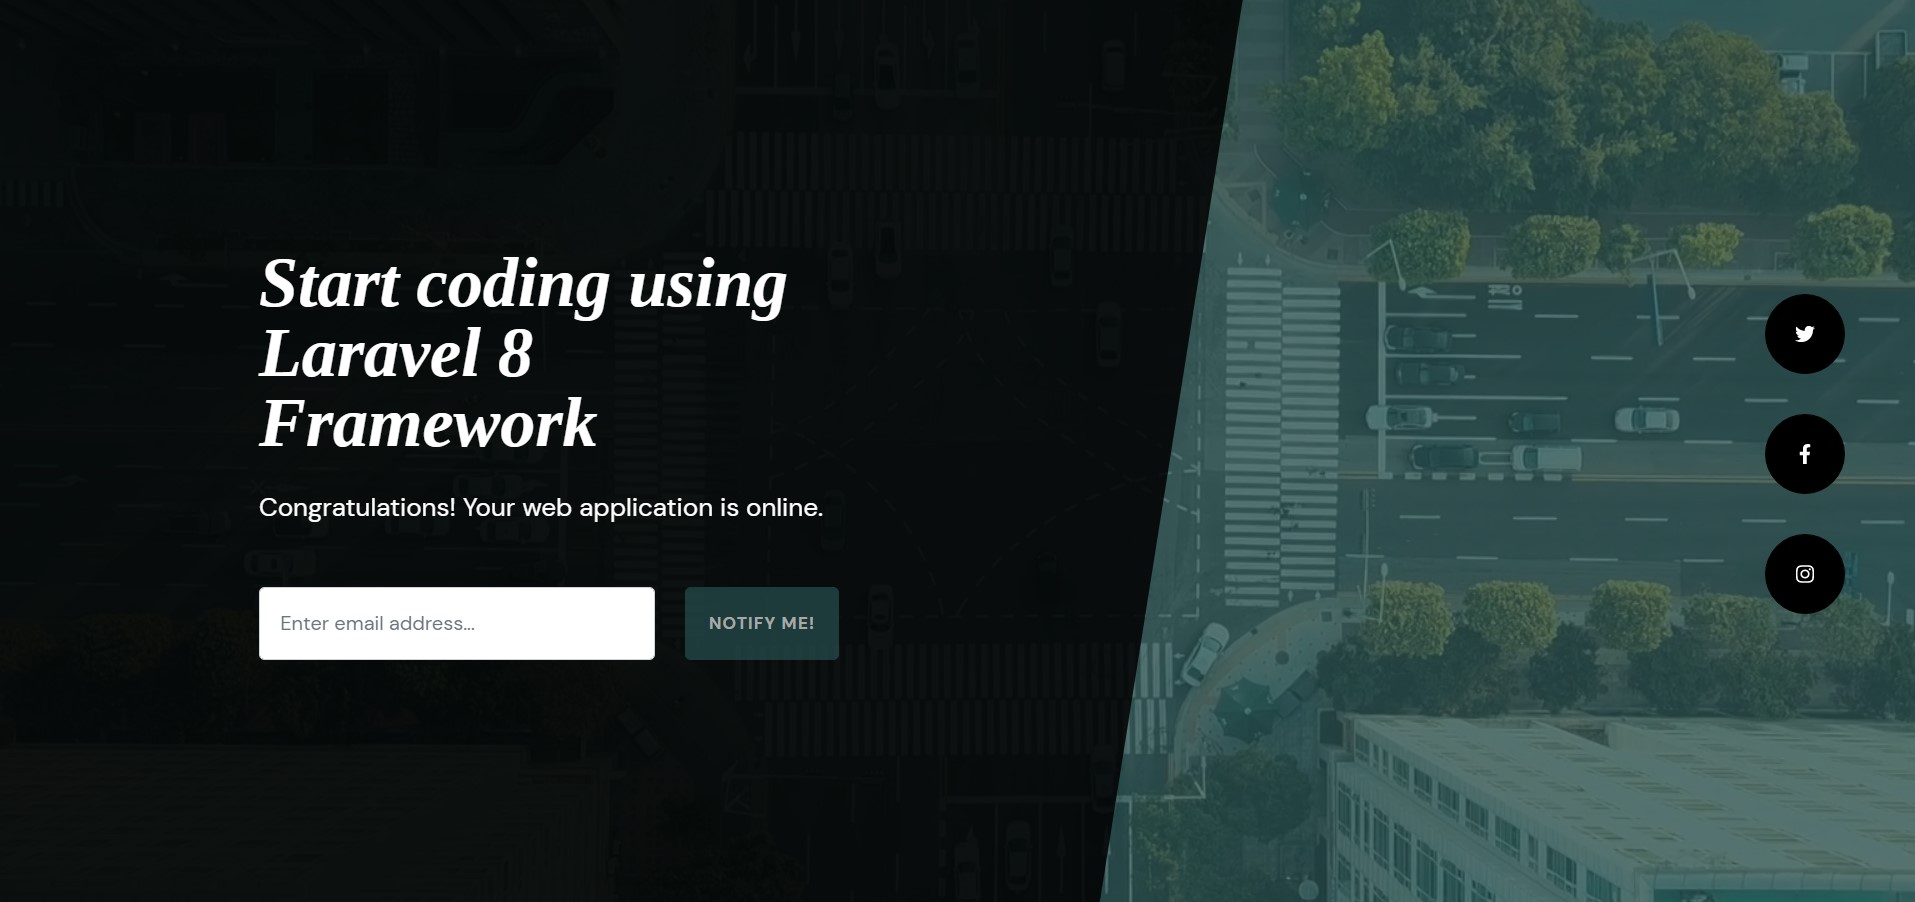 Start coding using
Laravel 8
Framework
Congratulations! Your web application is online.
Enter email address...
NOTIFY ME!